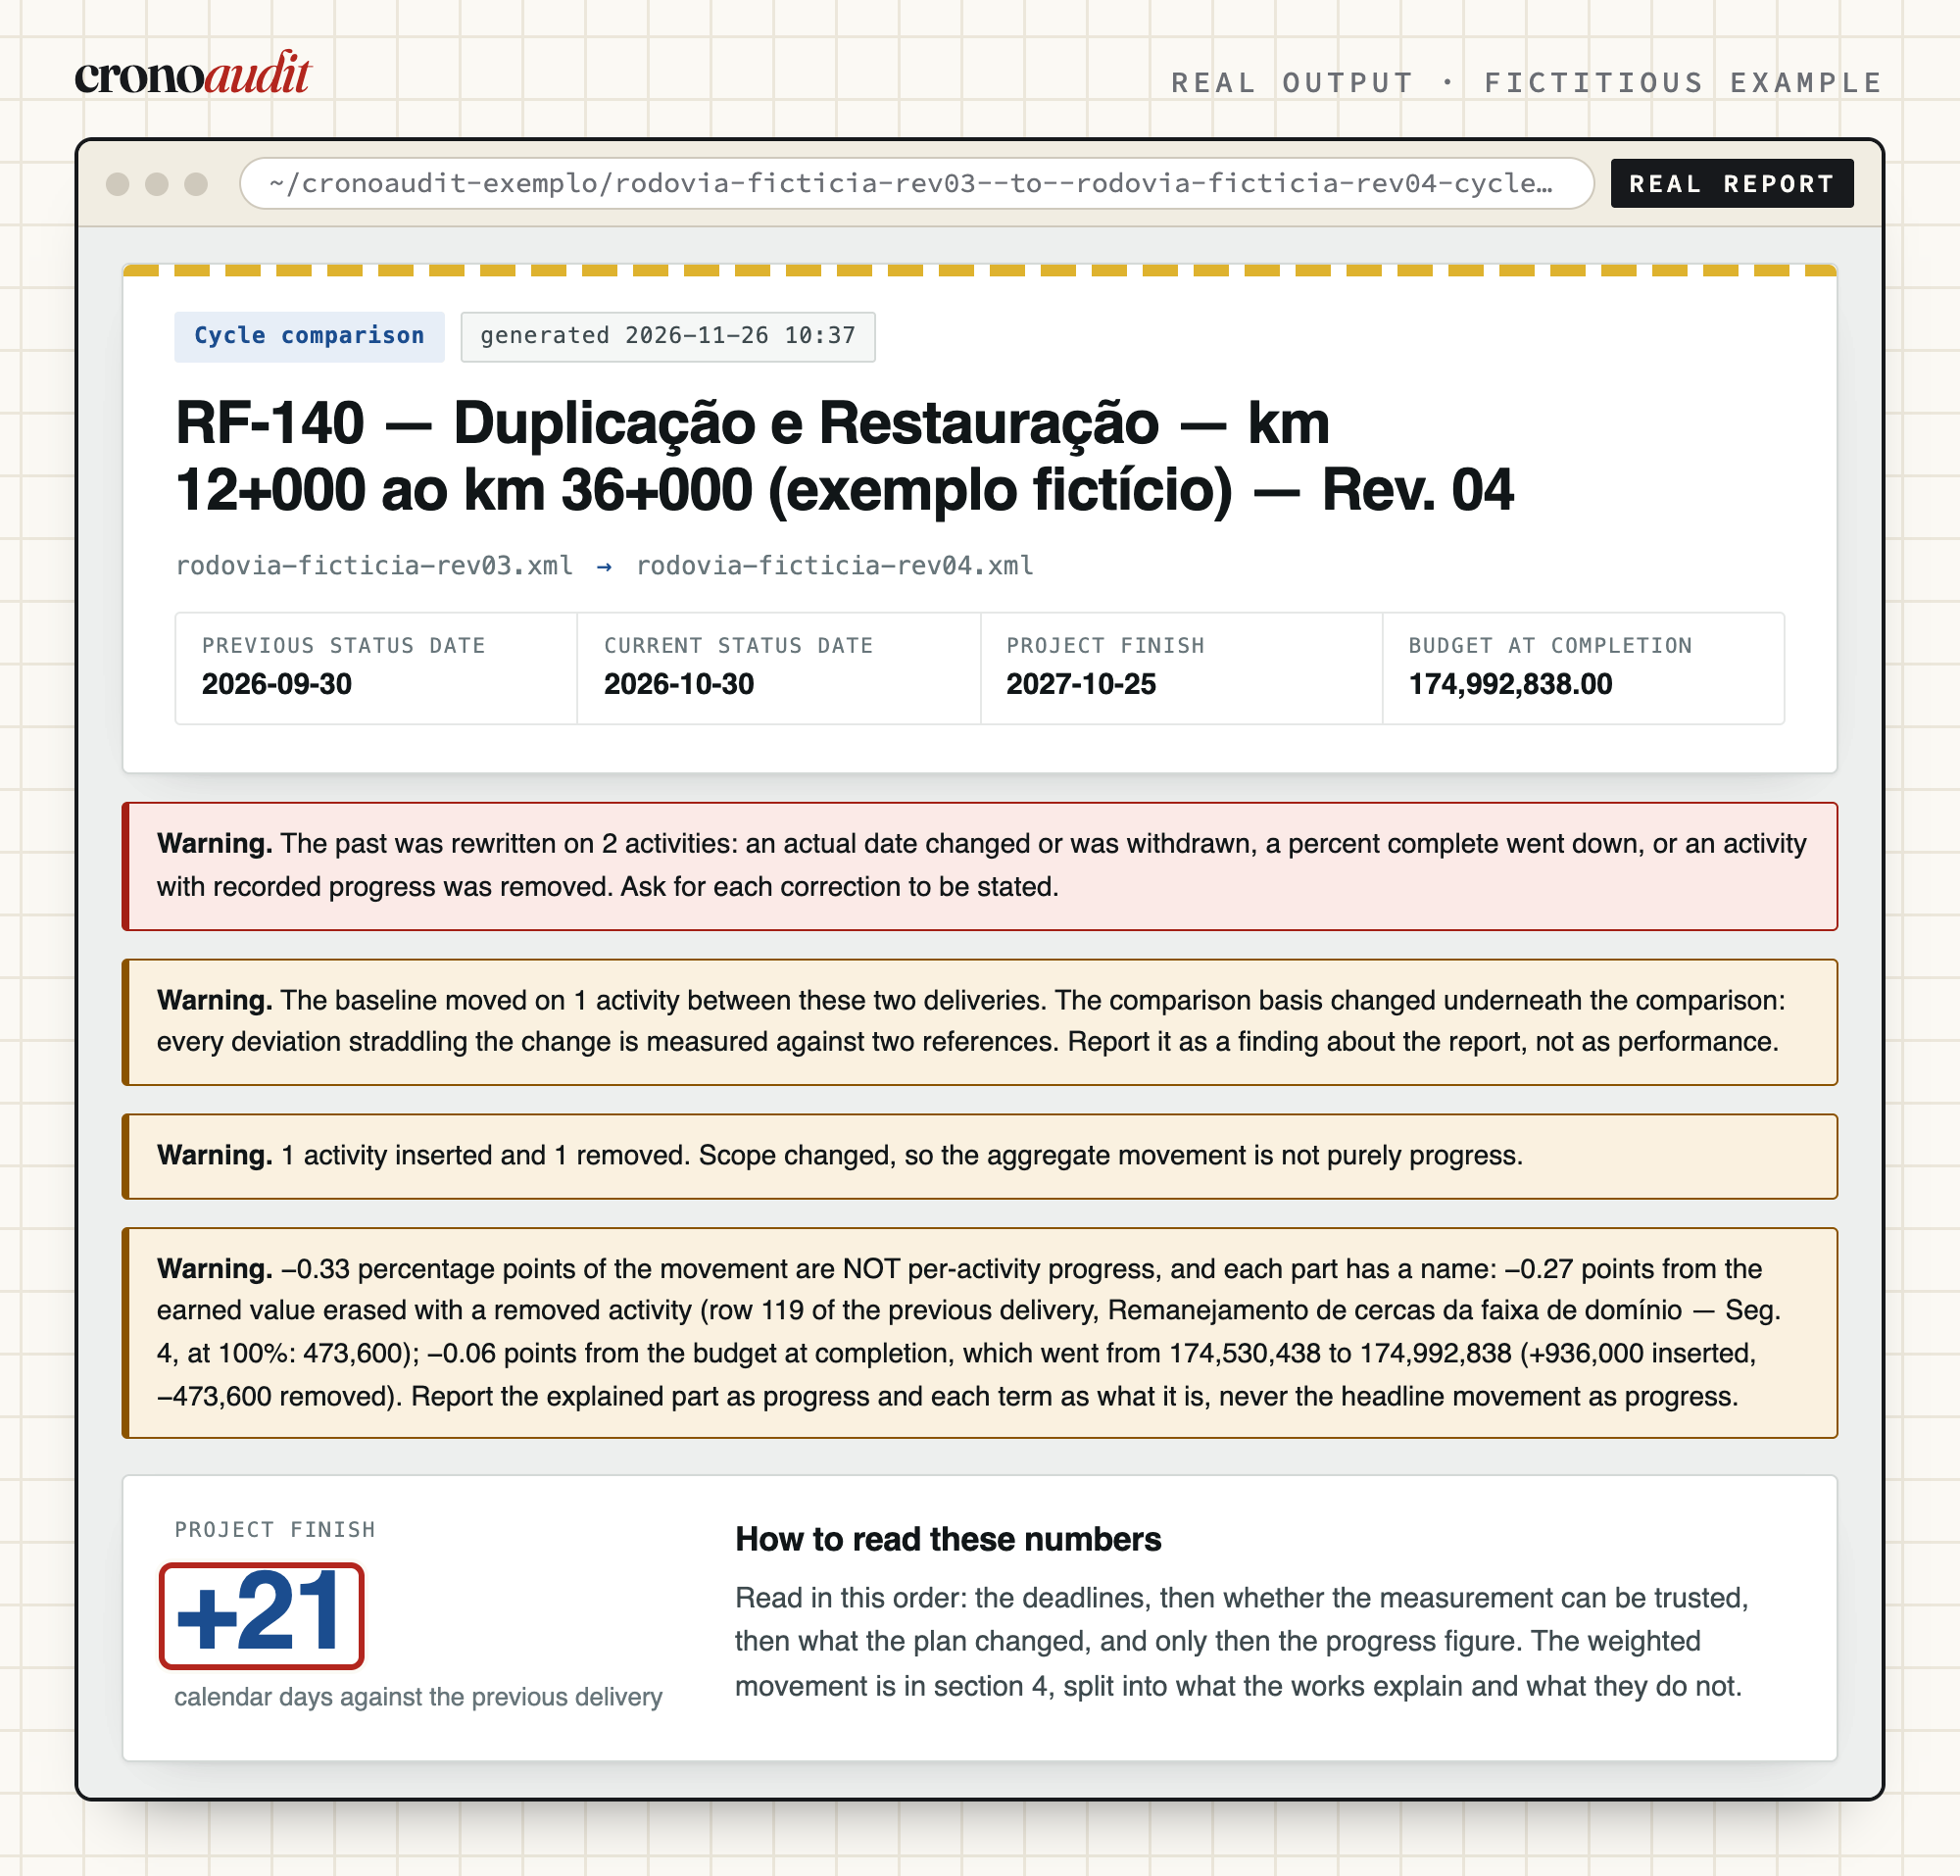 cronoaudit
REAL OUTPUT · FICTITIOUS EXAMPLE
~/cronoaudit-exemplo/rodovia-ficticia-rev03--to--rodovia-ficticia-rev04-cycle…
REAL REPORT
Cycle comparison
generated 2026-11-26 10:37
RF-140 — Duplicação e Restauração — km
12+000 ao km 36+000 (exemplo fictício) — Rev. 04
rodovia-ficticia-rev03.xml → rodovia-ficticia-rev04.xml
PREVIOUS STATUS DATE
2026-09-30
CURRENT STATUS DATE
2026-10-30
PROJECT FINISH
2027-10-25
BUDGET AT COMPLETION
174,992,838.00
Warning. The past was rewritten on 2 activities: an actual date changed or was withdrawn, a percent complete went down, or an activity
with recorded progress was removed. Ask for each correction to be stated.
Warning. The baseline moved on 1 activity between these two deliveries. The comparison basis changed underneath the comparison:
every deviation straddling the change is measured against two references. Report it as a finding about the report, not as performance.
Warning. 1 activity inserted and 1 removed. Scope changed, so the aggregate movement is not purely progress.
Warning. −0.33 percentage points of the movement are NOT per-activity progress, and each part has a name: −0.27 points from the
earned value erased with a removed activity (row 119 of the previous delivery, Remanejamento de cercas da faixa de domínio — Seg.
4, at 100%: 473,600); −0.06 points from the budget at completion, which went from 174,530,438 to 174,992,838 (+936,000 inserted,
−473,600 removed). Report the explained part as progress and each term as what it is, never the headline movement as progress.
PROJECT FINISH
+21
calendar days against the previous delivery
How to read these numbers
Read in this order: the deadlines, then whether the measurement can be trusted,
then what the plan changed, and only then the progress figure. The weighted
movement is in section 4, split into what the works explain and what they do not.